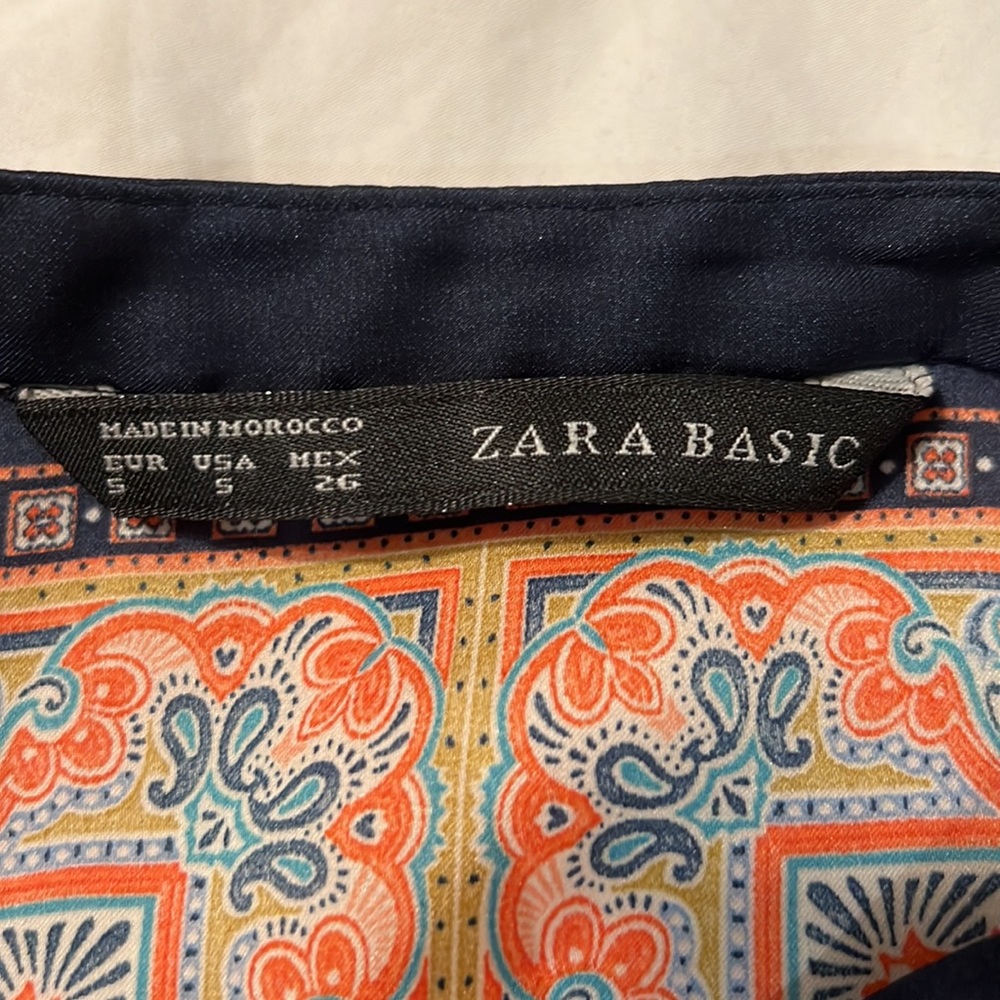 MADE IN MOROCCO
EUR USA MEX
S S 26
ZARA BASIC